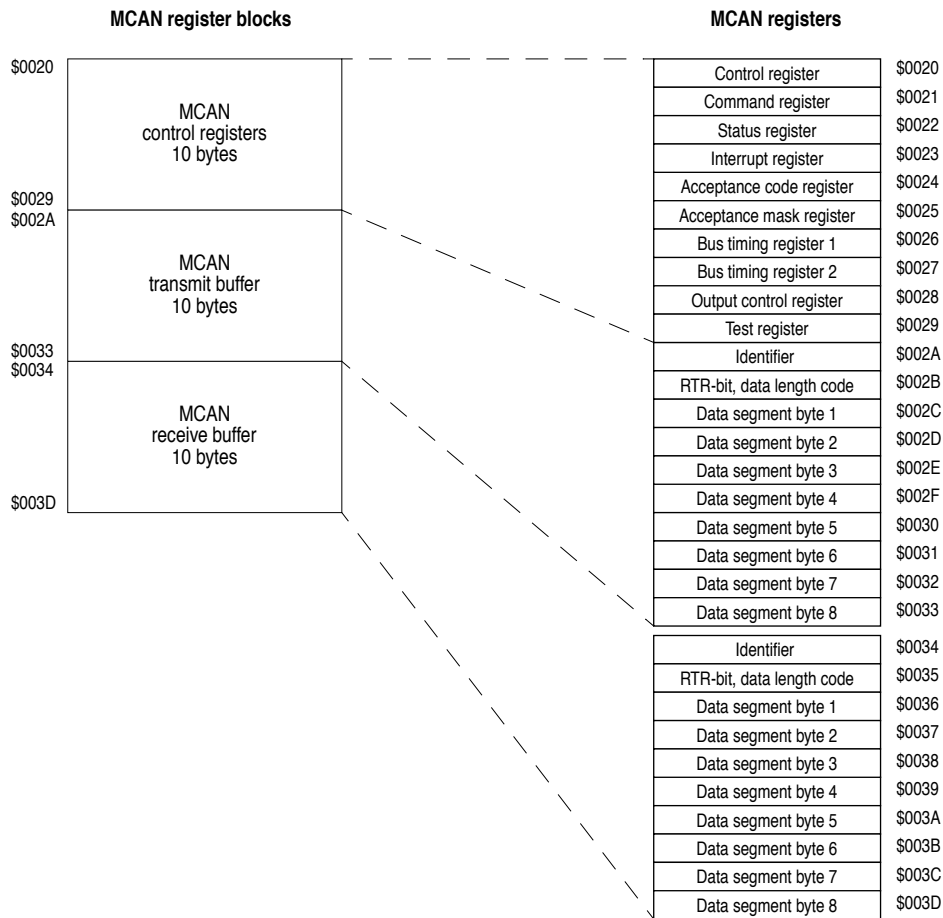 MCAN register blocks
$0020
MCAN
control registers
10 bytes
$0029
$002A
MCAN
transmit buffer
10 bytes
$0033
$0034
MCAN
receive buffer
10 bytes
$003D
MCAN registers
Control register $0020
Command register $0021
Status register $0022
Interrupt register $0023
Acceptance code register $0024
Acceptance mask register $0025
Bus timing register 1 $0026
Bus timing register 2 $0027
Output control register $0028
Test register $0029
Identifier $002A
RTR-bit, data length code $002B
Data segment byte 1 $002C
Data segment byte 2 $002D
Data segment byte 3 $002E
Data segment byte 4 $002F
Data segment byte 5 $0030
Data segment byte 6 $0031
Data segment byte 7 $0032
Data segment byte 8 $0033
Identifier $0034
RTR-bit, data length code $0035
Data segment byte 1 $0036
Data segment byte 2 $0037
Data segment byte 3 $0038
Data segment byte 4 $0039
Data segment byte 5 $003A
Data segment byte 6 $003B
Data segment byte 7 $003C
Data segment byte 8 $003D